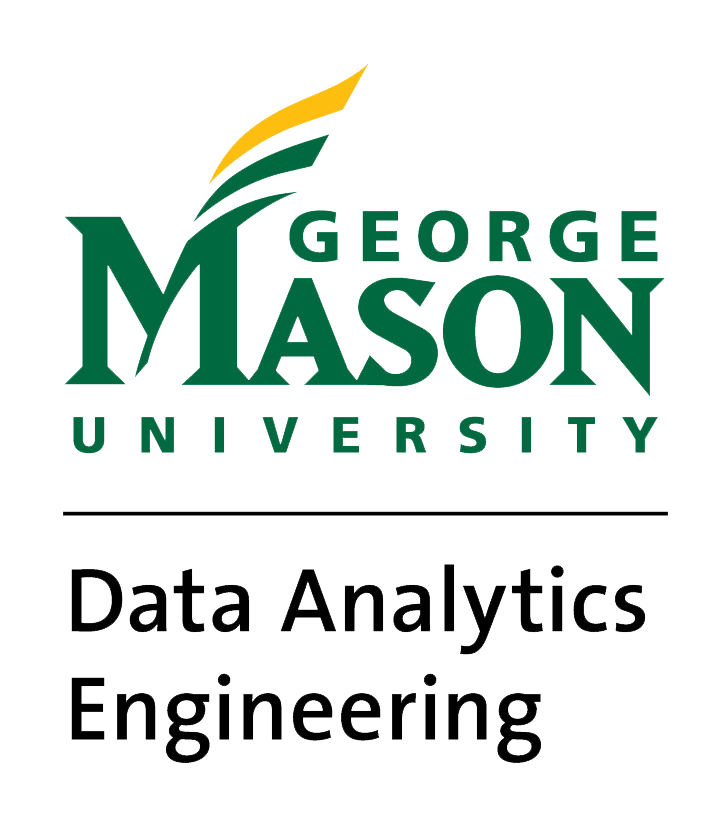 GEORGE
MASON
UNIVERSITY
Data Analytics
Engineering